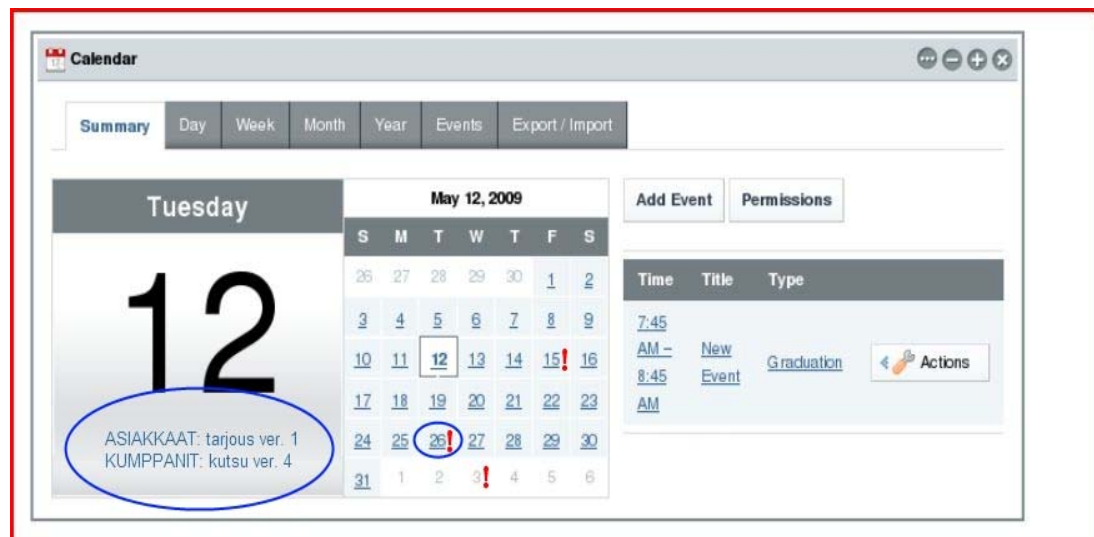 Calendar
Summary Day Week Month Year Events Export / Import
Tuesday
12
ASIAKKAAT: tarjous ver. 1
KUMPPANIT: kutsu ver. 4
May 12, 2009
S M T W T F S
26 27 28 29 30 1 2
3 4 5 6 7 8 9
10 11 12 13 14 15! 16
17 18 19 20 21 22 23
24 25 26! 27 28 29 30
31 1 2 3! 4 5 6
Add Event Permissions
Time Title Type
7:45
AM –
8:45
AM
New
Event
Graduation
Actions